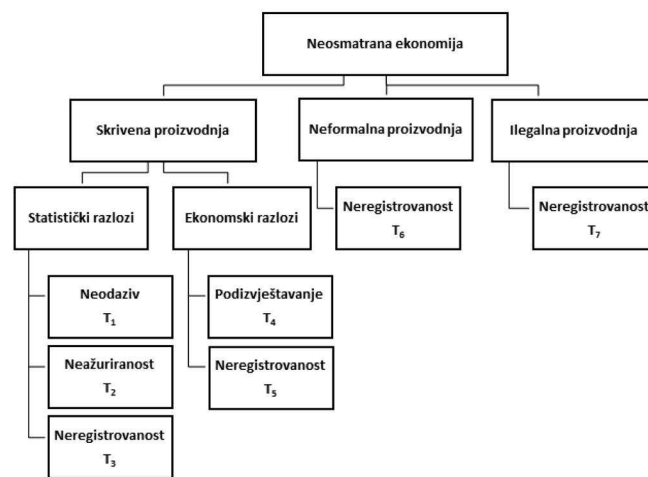 Neosmatrana ekonomija
Skrivena proizvodnja
Neformalna proizvodnja
Ilegalna proizvodnja
Statistički razlozi
Ekonomski razlozi
Neregistrovanost
T₆
Neregistrovanost
T₇
Neodaziv
T₁
Neažuriranost
T₂
Neregistrovanost
T₃
Podizvještavanje
T₄
Neregistrovanost
T₅